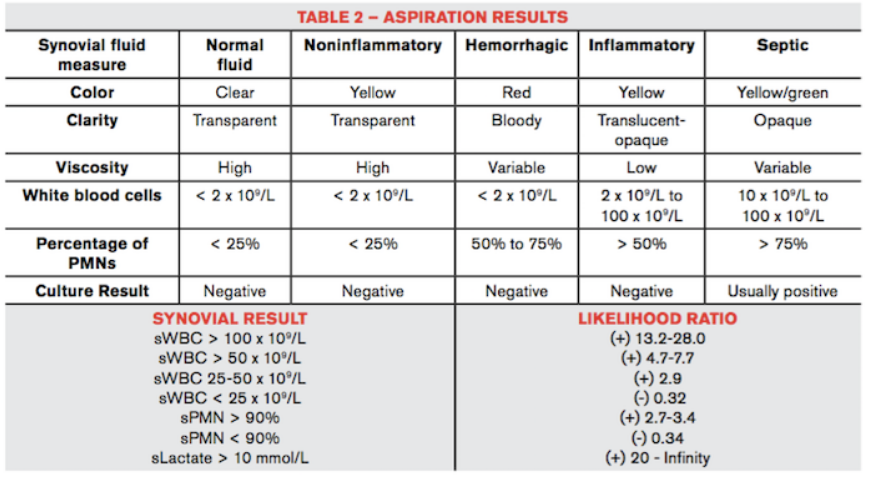 TABLE 2 – ASPIRATION RESULTS
Synovial fluid measure Normal fluid Noninflammatory Hemorrhagic Inflammatory Septic
Color Clear Yellow Red Yellow Yellow/green
Clarity Transparent Transparent Bloody Translucent-opaque Opaque
Viscosity High High Variable Low Variable
White blood cells < 2 x 10⁹/L < 2 x 10⁹/L < 2 x 10⁹/L 2 x 10⁹/L to 100 x 10⁹/L 10 x 10⁹/L to 100 x 10⁹/L
Percentage of PMNs < 25% < 25% 50% to 75% > 50% > 75%
Culture Result Negative Negative Negative Negative Usually positive
SYNOVIAL RESULT LIKELIHOOD RATIO
sWBC > 100 x 10⁹/L (+) 13.2-28.0
sWBC > 50 x 10⁹/L (+) 4.7-7.7
sWBC 25-50 x 10⁹/L (+) 2.9
sWBC < 25 x 10⁹/L (-) 0.32
sPMN > 90% (+) 2.7-3.4
sPMN < 90% (-) 0.34
sLactate > 10 mmol/L (+) 20 - Infinity